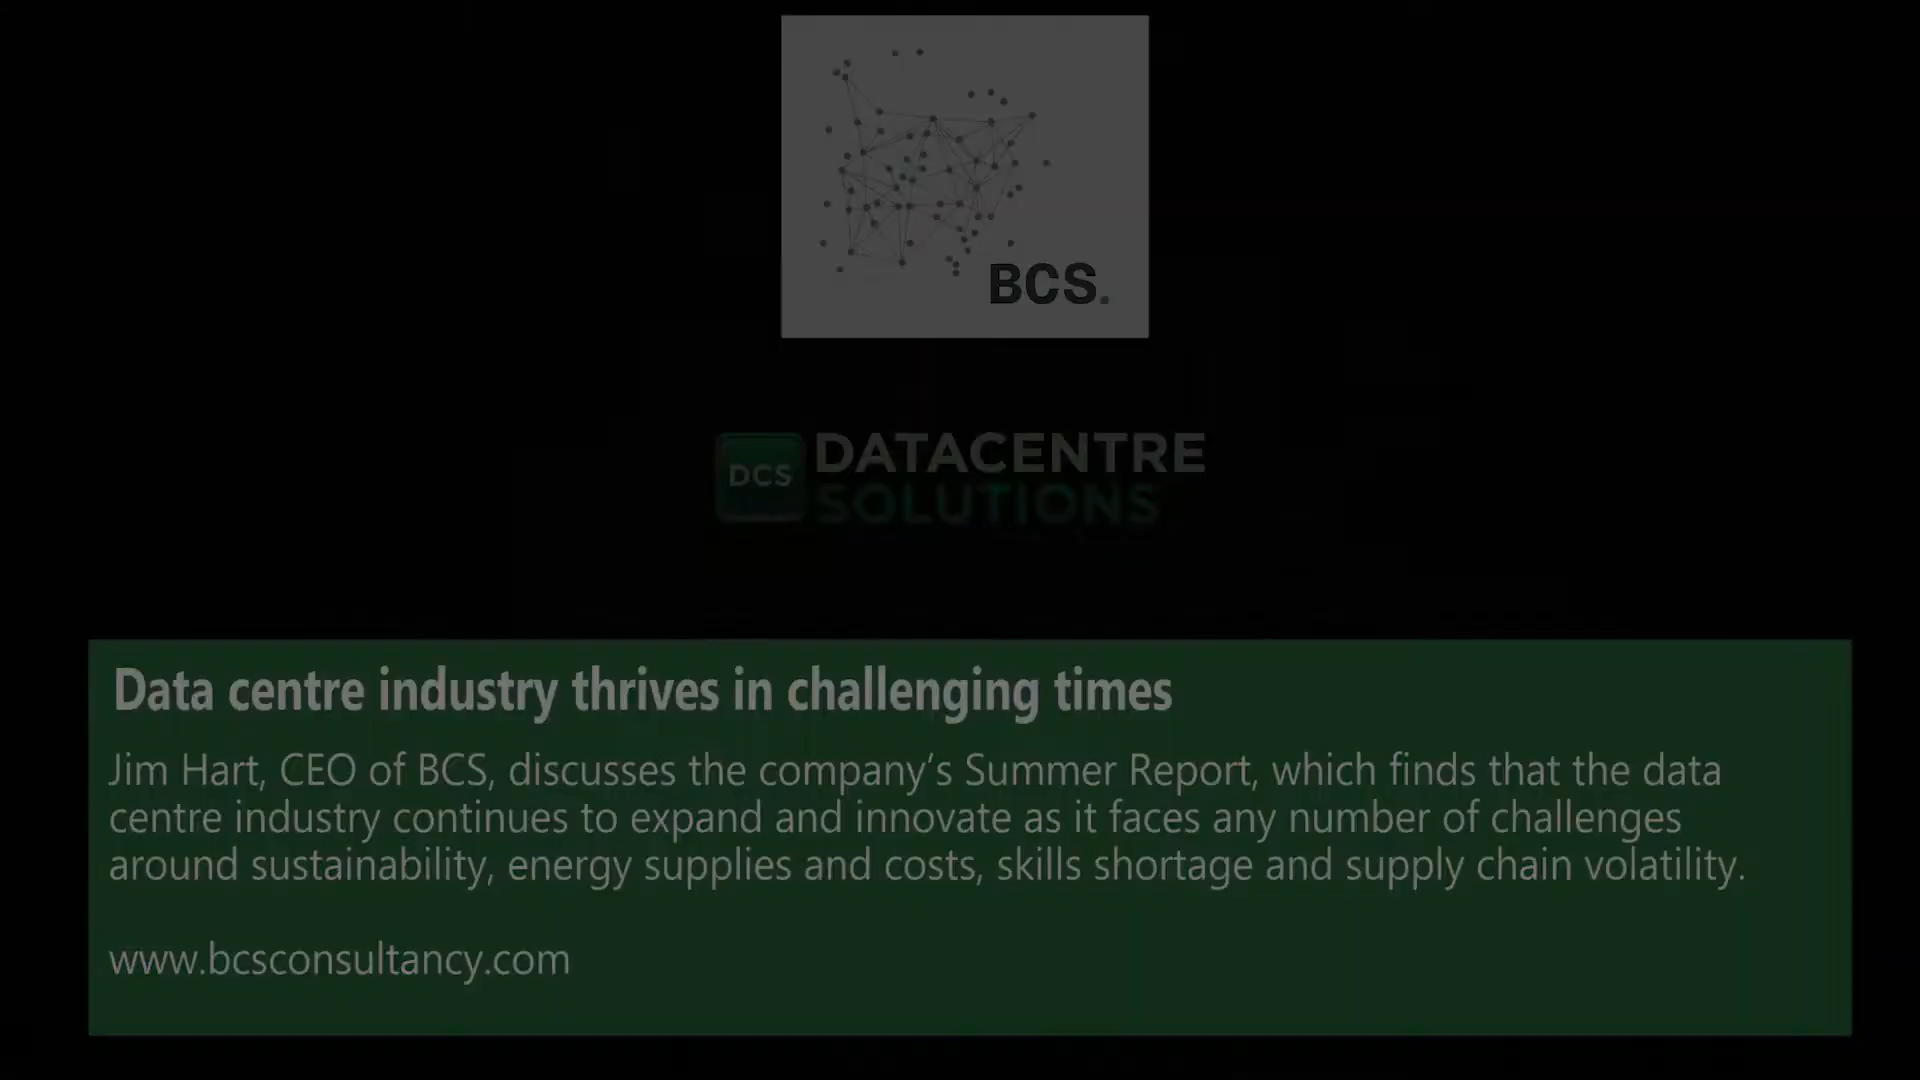 BCS.
DCS DATACENTRE
SOLUTIONS
Data centre industry thrives in challenging times
Jim Hart, CEO of BCS, discusses the company’s Summer Report, which finds that the data
centre industry continues to expand and innovate as it faces any number of challenges
around sustainability, energy supplies and costs, skills shortage and supply chain volatility.
www.bcsconsultancy.com